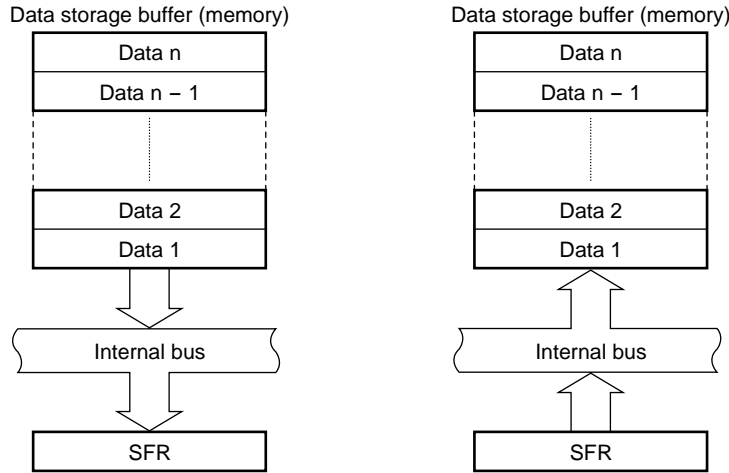 Data storage buffer (memory)
Data n
Data n − 1
Data 2
Data 1
Internal bus
SFR
Data storage buffer (memory)
Data n
Data n − 1
Data 2
Data 1
Internal bus
SFR